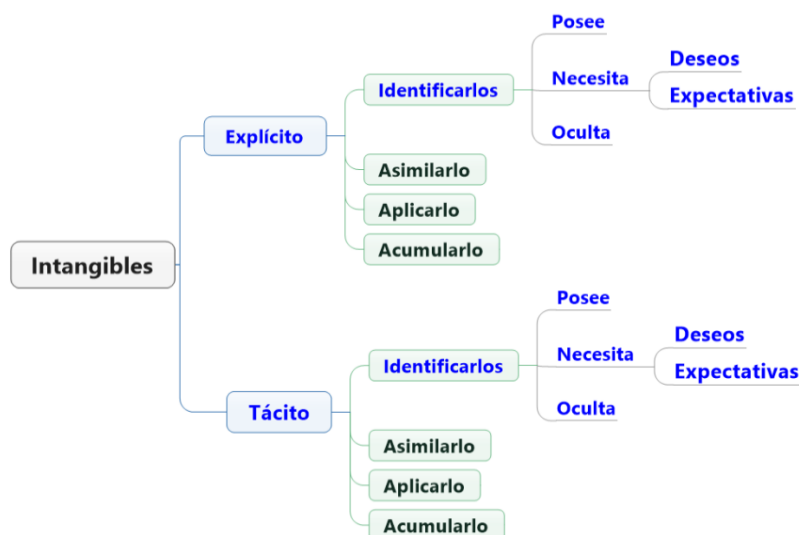 Intangibles
Explícito
Identificarlos
Posee
Necesita
Deseos
Expectativas
Oculta
Asimilarlo
Aplicarlo
Acumularlo
Tácito
Identificarlos
Posee
Necesita
Deseos
Expectativas
Oculta
Asimilarlo
Aplicarlo
Acumularlo